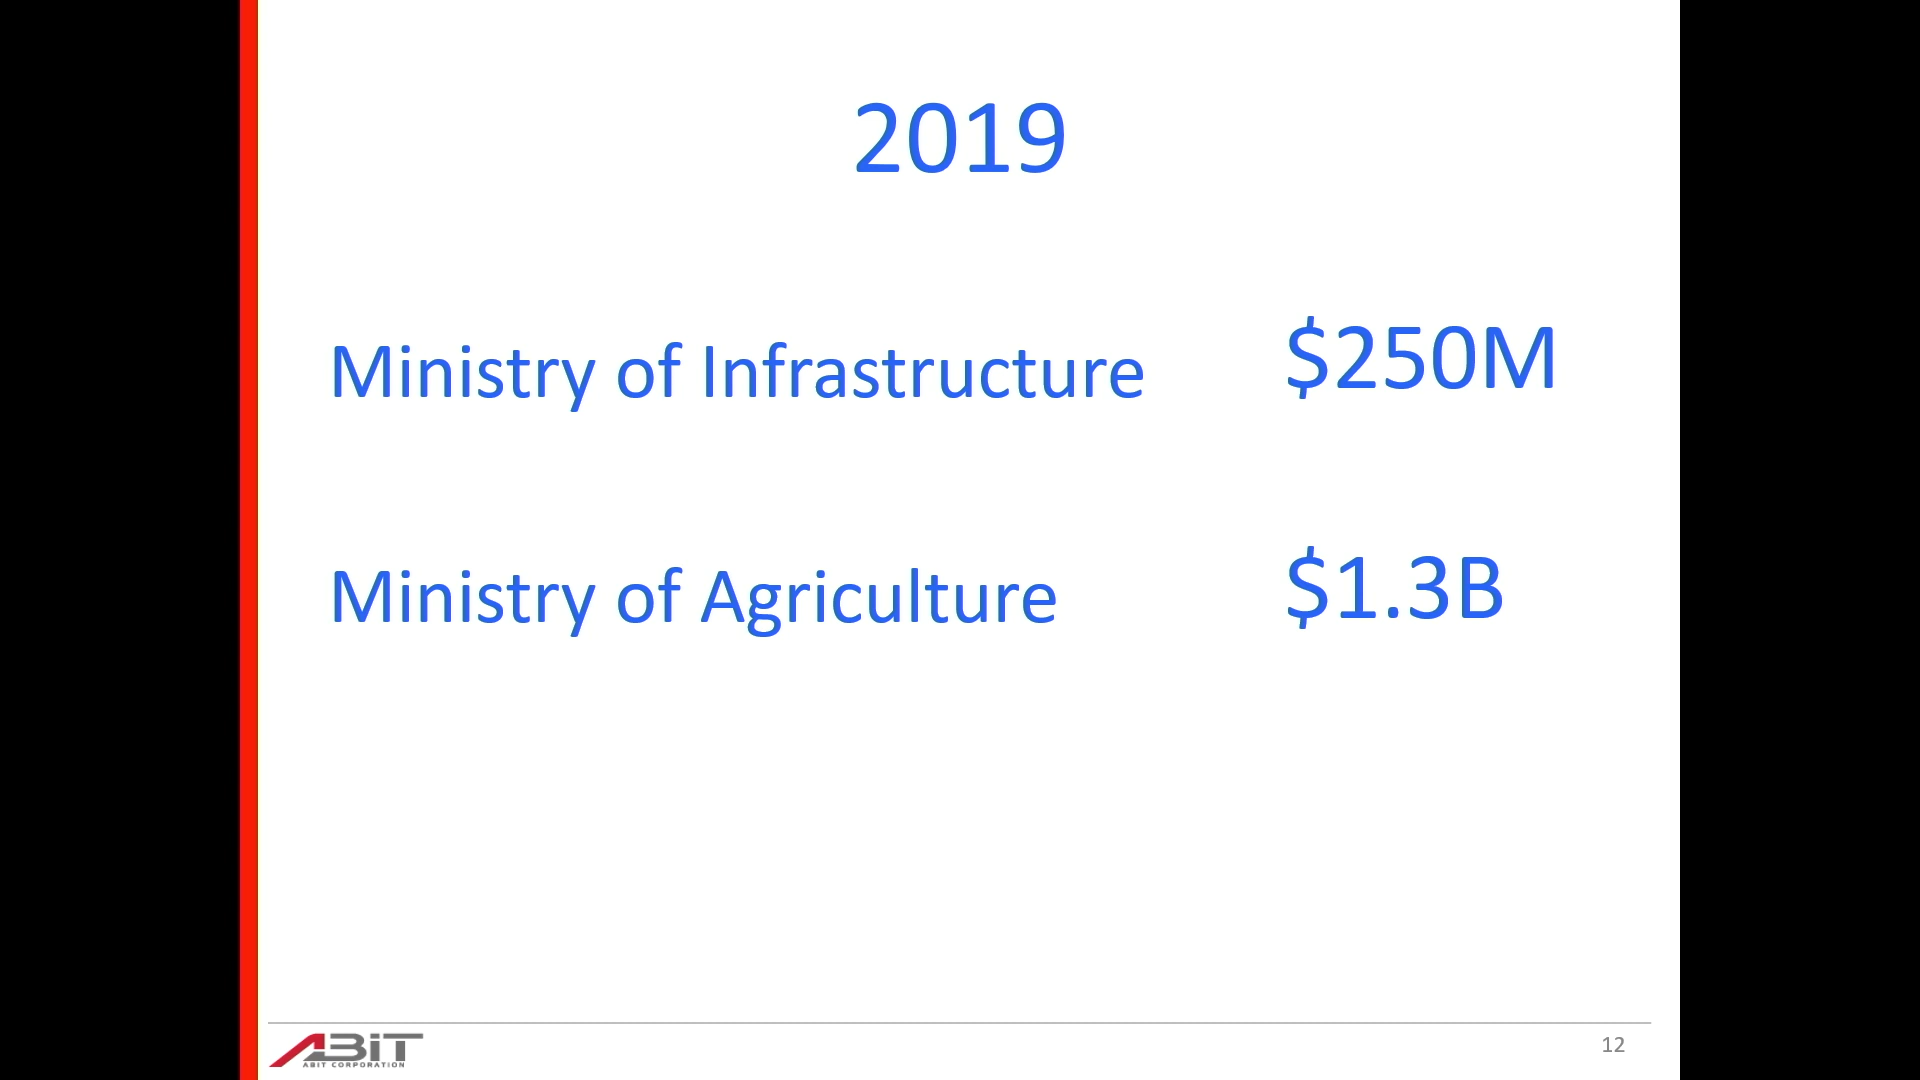 2019
Ministry of Infrastructure $250M
Ministry of Agriculture $1.3B
ABiT
ABiT CORPORATiON
12